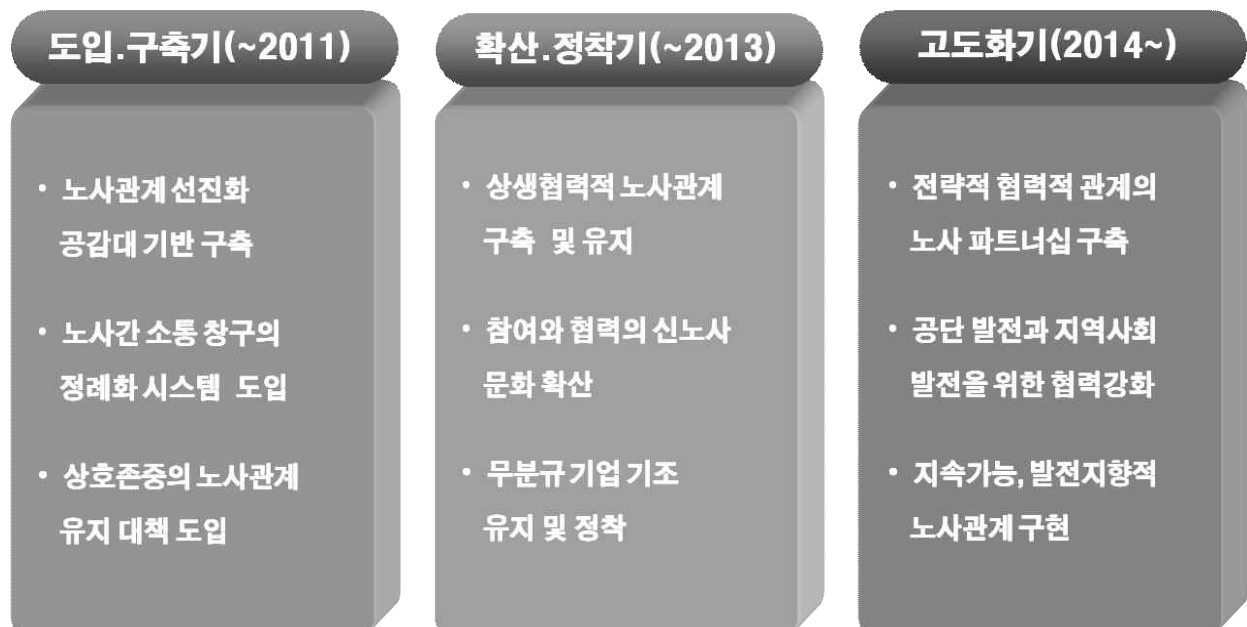 도입.구축기(~2011)
• 노사관계 선진화
공감대 기반 구축
• 노사간 소통 창구의
정례화 시스템 도입
• 상호존중의 노사관계
유지 대책 도입
확산.정착기(~2013)
• 상생협력적 노사관계
구축 및 유지
• 참여와 협력의 신노사
문화 확산
• 무분규 기업 기조
유지 및 정착
고도화기(2014~)
• 전략적 협력적 관계의
노사 파트너십 구축
• 공단 발전과 지역사회
발전을 위한 협력강화
• 지속가능, 발전지향적
노사관계 구현